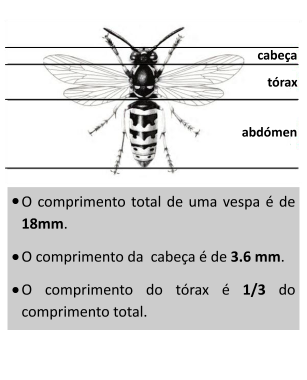 cabeça
tórax
abdómen
•O comprimento total de uma vespa é de
18mm.
•O comprimento da cabeça é de 3.6 mm.
•O comprimento do tórax é 1/3 do
comprimento total.